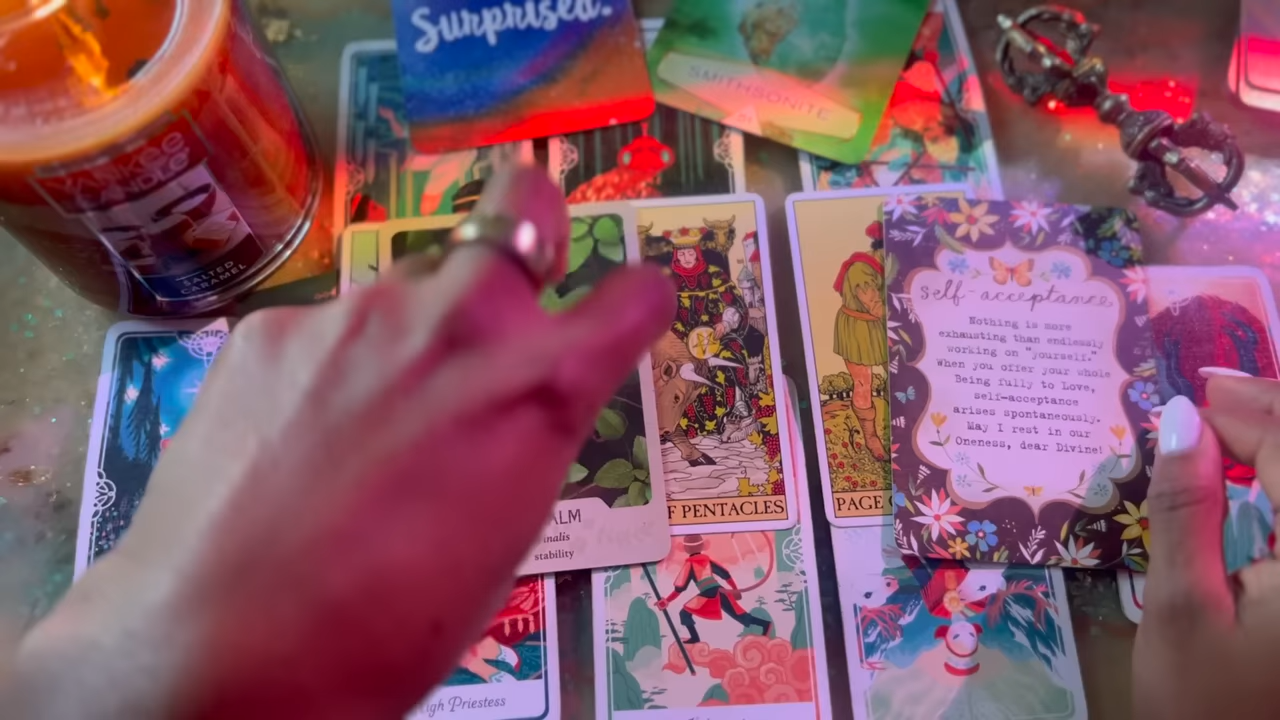 Surprised.
SMITHSONITE
YANKEE
CANDLE
SALTED
CARAMEL
self-acceptance
Nothing is more
exhausting than endlessly
working on "yourself."
When you offer your whole
Being fully to Love,
self-acceptance
arises spontaneously.
May I rest in our
Oneness, dear Divine!
F PENTACLES
PAGE
ALM
inalis
stability
igh Priestess